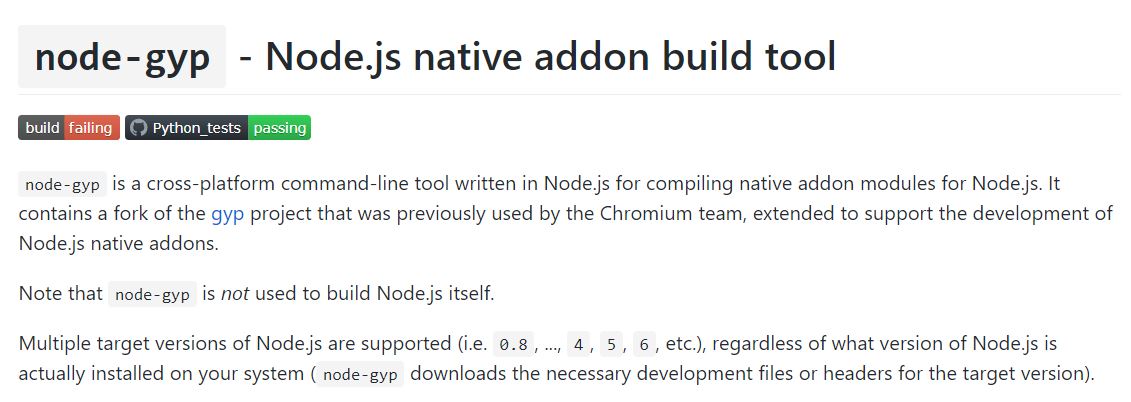 node-gyp - Node.js native addon build tool
build failing Python_tests passing
node-gyp is a cross-platform command-line tool written in Node.js for compiling native addon modules for Node.js. It
contains a fork of the gyp project that was previously used by the Chromium team, extended to support the development of
Node.js native addons.
Note that node-gyp is not used to build Node.js itself.
Multiple target versions of Node.js are supported (i.e. 0.8, ..., 4, 5, 6, etc.), regardless of what version of Node.js is
actually installed on your system (node-gyp downloads the necessary development files or headers for the target version).